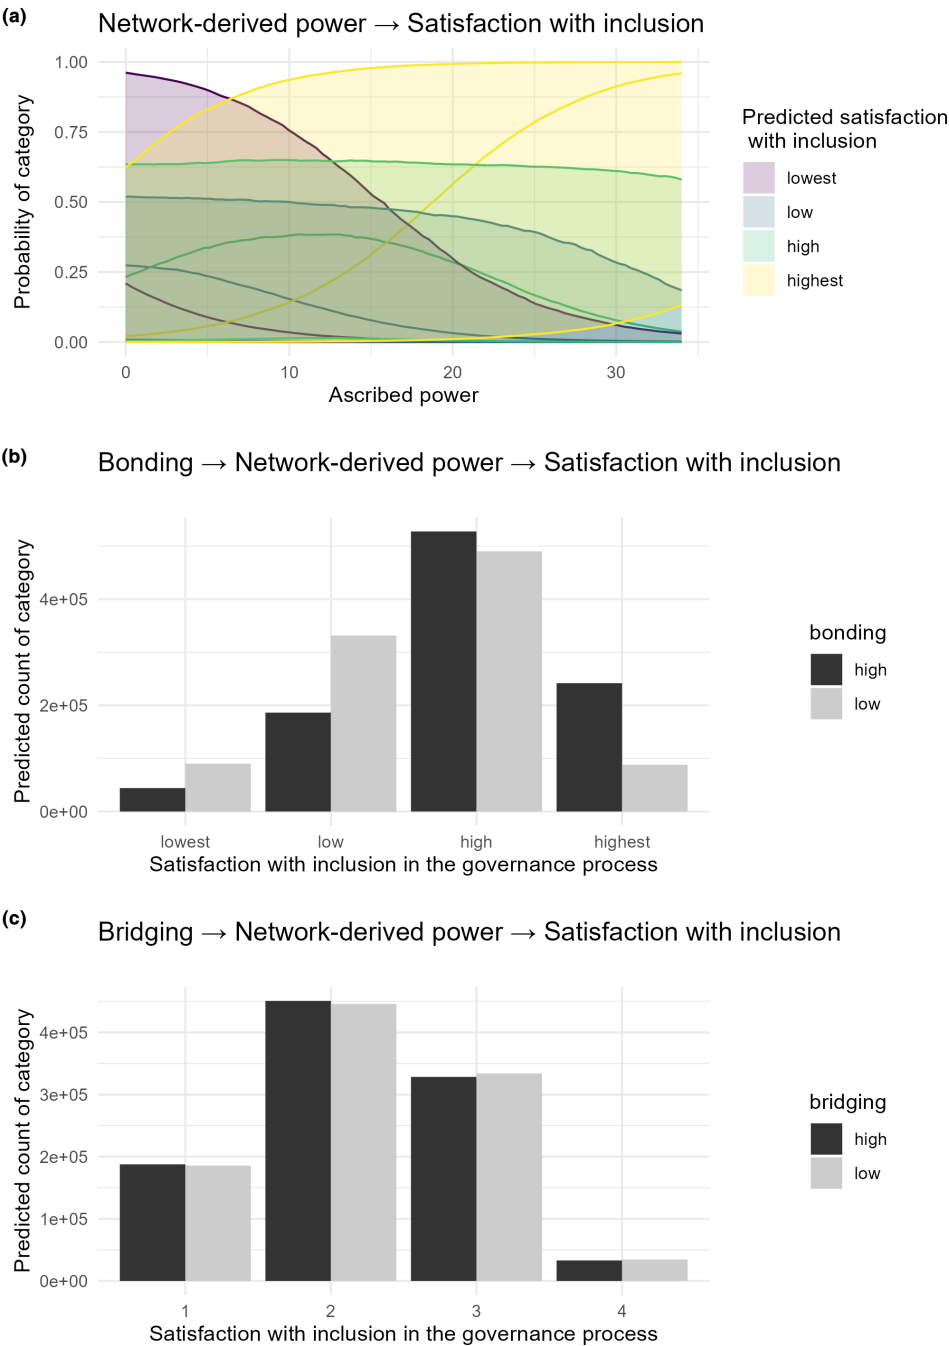 (a)
Network-derived power → Satisfaction with inclusion
Probability of category
1.00
0.75
0.50
0.25
0.00
0
10
20
30
Ascribed power
Predicted satisfaction
with inclusion
lowest
low
high
highest
(b)
Bonding → Network-derived power → Satisfaction with inclusion
Predicted count of category
4e+05
2e+05
0e+00
lowest
low
high
highest
Satisfaction with inclusion in the governance process
bonding
high
low
(c)
Bridging → Network-derived power → Satisfaction with inclusion
Predicted count of category
4e+05
3e+05
2e+05
1e+05
0e+00
1
2
3
4
Satisfaction with inclusion in the governance process
bridging
high
low